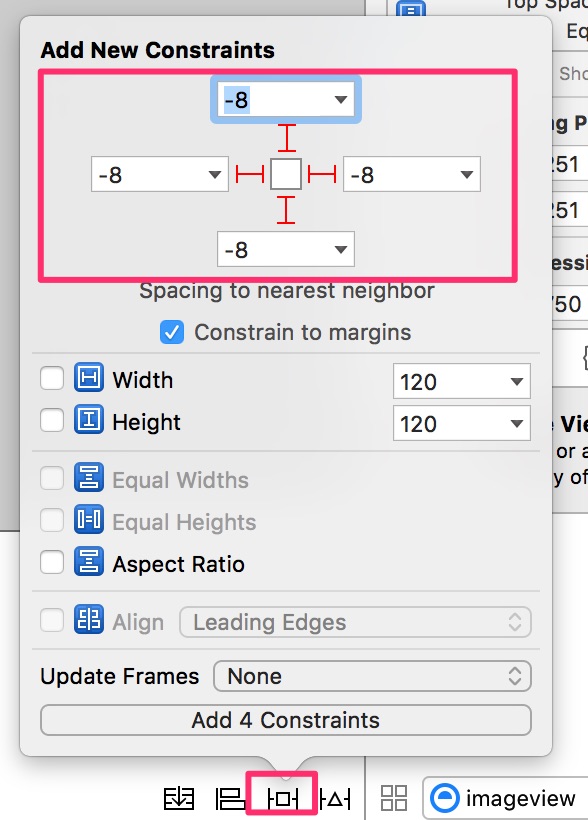 Top Spac
Eq
Add New Constraints
Sho
-8
ng P
251
-8
-8
251
-8
essi
Spacing to nearest neighbor
750
Constrain to margins
Width
120
Height
120
e Vie
or a
Equal Widths
y of
Equal Heights
Aspect Ratio
Align
Leading Edges
Update Frames
None
Add 4 Constraints
imageview